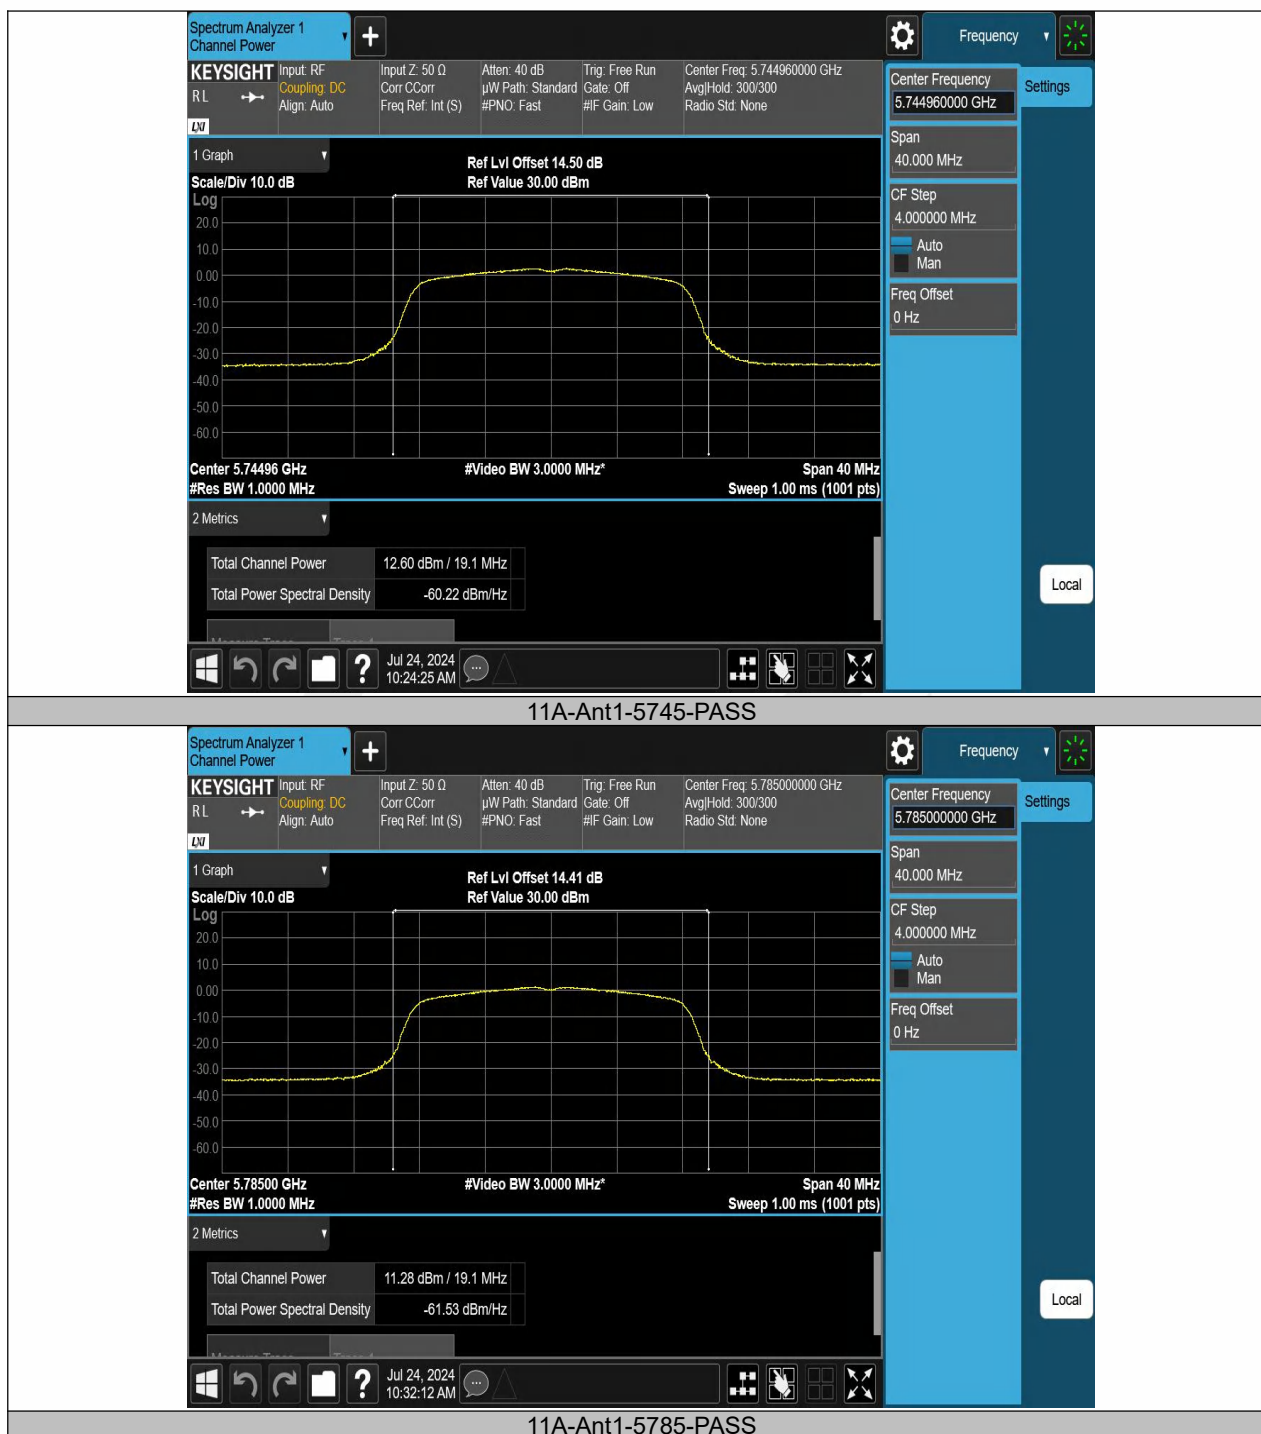 Spectrum Analyzer 1
Channel Power
Frequency
KEYSIGHT
R L
LXI
Input: RF
Coupling: DC
Align: Auto
Input Z: 50 Ω
Corr CCorr
Freq Ref: Int (S)
Atten: 40 dB
µW Path: Standard
#PNO: Fast
Trig: Free Run
Gate: Off
#IF Gain: Low
Center Freq: 5.744960000 GHz
Avg|Hold: 300/300
Radio Std: None
Center Frequency
5.744960000 GHz
Settings
Span
40.000 MHz
CF Step
4.000000 MHz
Auto
Man
Freq Offset
0 Hz
Local
1 Graph
Ref Lvl Offset 14.50 dB
Scale/Div 10.0 dB
Ref Value 30.00 dBm
Log
20.0
10.0
0.00
-10.0
-20.0
-30.0
-40.0
-50.0
-60.0
Center 5.74496 GHz
#Video BW 3.0000 MHz*
Span 40 MHz
#Res BW 1.0000 MHz
Sweep 1.00 ms (1001 pts)
2 Metrics
Total Channel Power
12.60 dBm / 19.1 MHz
Total Power Spectral Density
-60.22 dBm/Hz
Jul 24, 2024
10:24:25 AM
11A-Ant1-5745-PASS
Spectrum Analyzer 1
Channel Power
Frequency
KEYSIGHT
R L
LXI
Input: RF
Coupling: DC
Align: Auto
Input Z: 50 Ω
Corr CCorr
Freq Ref: Int (S)
Atten: 40 dB
µW Path: Standard
#PNO: Fast
Trig: Free Run
Gate: Off
#IF Gain: Low
Center Freq: 5.785000000 GHz
Avg|Hold: 300/300
Radio Std: None
Center Frequency
5.785000000 GHz
Settings
Span
40.000 MHz
CF Step
4.000000 MHz
Auto
Man
Freq Offset
0 Hz
Local
1 Graph
Ref Lvl Offset 14.41 dB
Scale/Div 10.0 dB
Ref Value 30.00 dBm
Log
20.0
10.0
0.00
-10.0
-20.0
-30.0
-40.0
-50.0
-60.0
Center 5.78500 GHz
#Video BW 3.0000 MHz*
Span 40 MHz
#Res BW 1.0000 MHz
Sweep 1.00 ms (1001 pts)
2 Metrics
Total Channel Power
11.28 dBm / 19.1 MHz
Total Power Spectral Density
-61.53 dBm/Hz
Jul 24, 2024
10:32:12 AM
11A-Ant1-5785-PASS